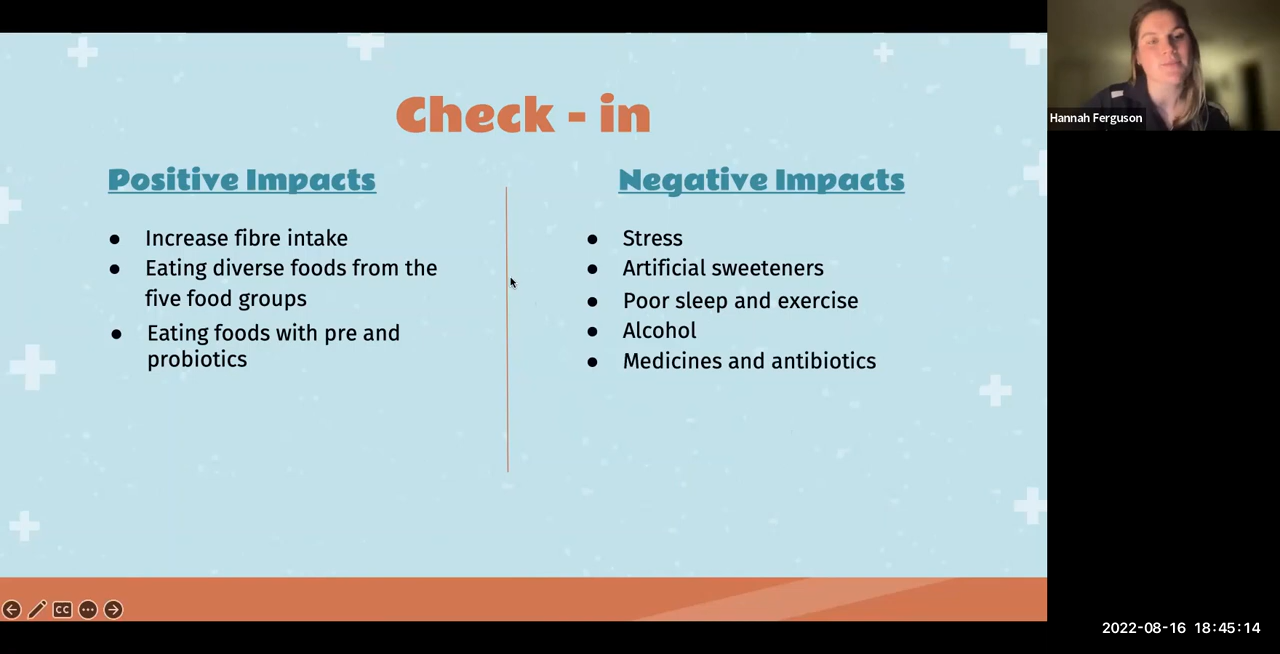 Check - in
Positive Impacts
● Increase fibre intake
● Eating diverse foods from the
five food groups
● Eating foods with pre and
probiotics
Negative Impacts
● Stress
● Artificial sweeteners
● Poor sleep and exercise
● Alcohol
● Medicines and antibiotics
Hannah Ferguson
CC
2022-08-16 18:45:14